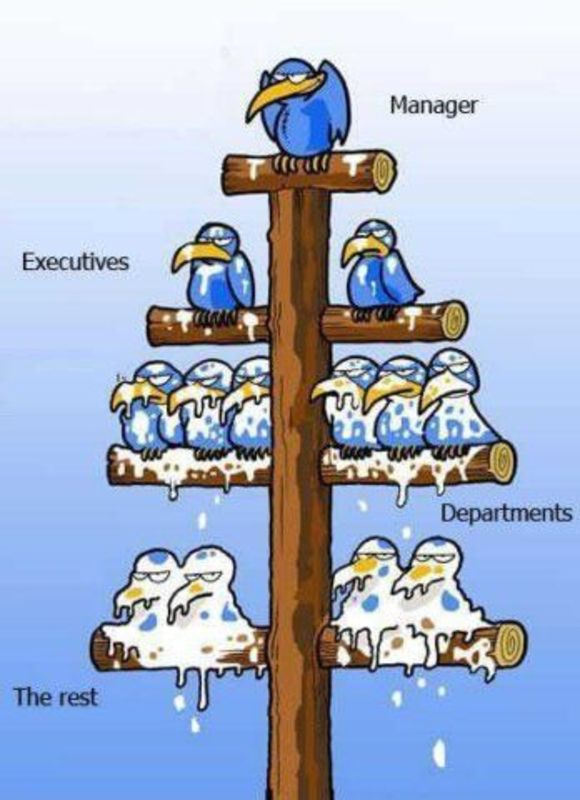 Manager
Executives
Departments
The rest